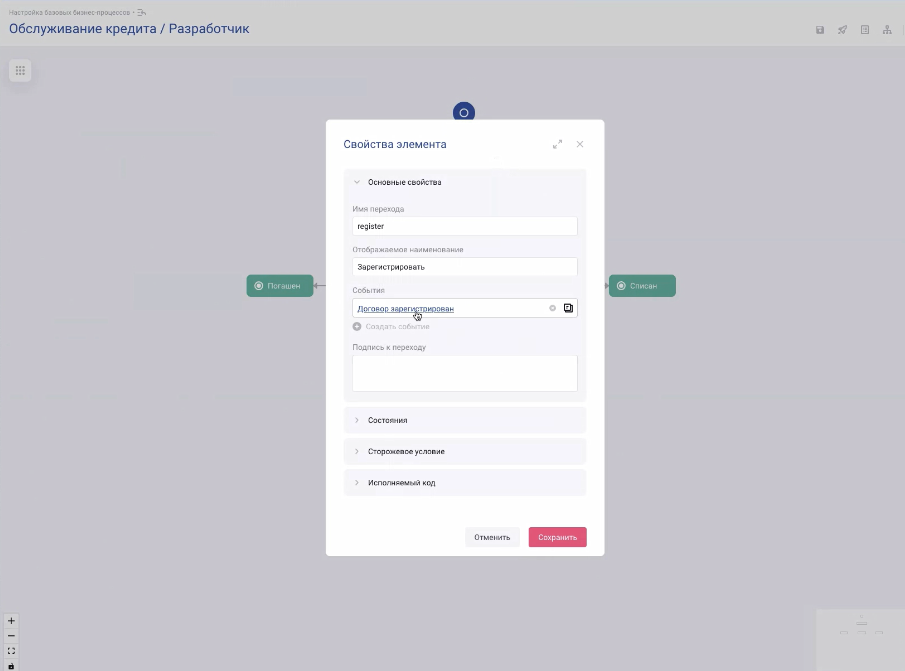 Настройка базовых бизнес-процессов •
Обслуживание кредита / Разработчик
Свойства элемента
Основные свойства
Имя перехода
register
Отображаемое наименование
Зарегистрировать
События
Погашен
Списан
Договор зарегистрирован
Создать событие
Подпись к переходу
Состояния
Сторожевое условие
Исполняемый код
Отменить
Сохранить